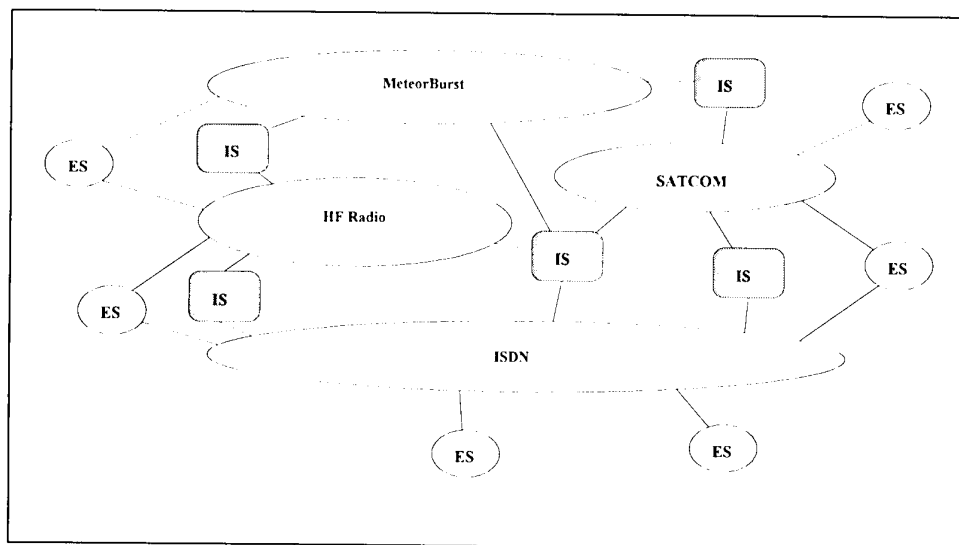 MeteorBurst
IS
ES
IS
ES
SATCOM
HF Radio
IS
IS
ES
ES
IS
ISDN
ES
ES